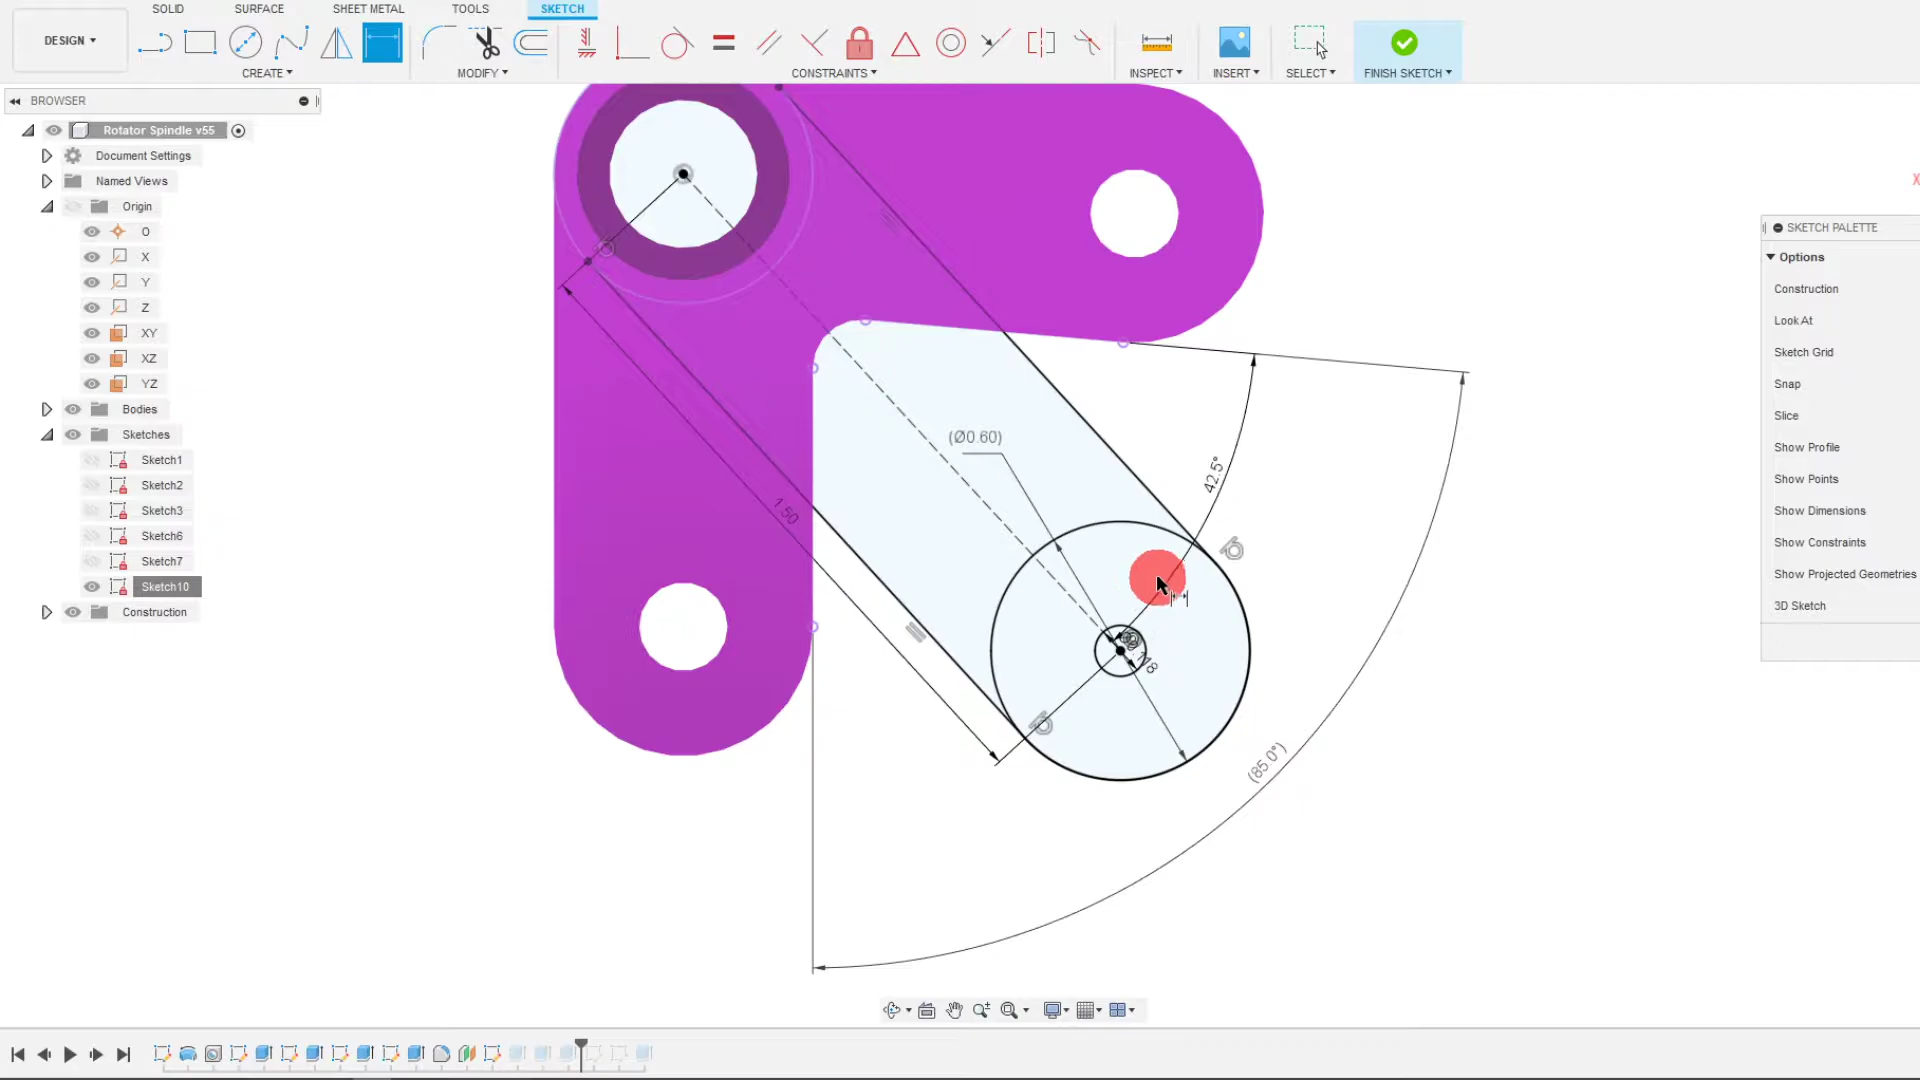 SOLID SURFACE SHEET METAL TOOLS SKETCH
DESIGN
CREATE MODIFY CONSTRAINTS INSPECT INSERT SELECT FINISH SKETCH
BROWSER
Rotator Spindle v55
Document Settings
Named Views
Origin
O
X
Y
Z
XY
XZ
YZ
Bodies
Sketches
Sketch1
Sketch2
Sketch3
Sketch6
Sketch7
Sketch10
Construction
(Ø0.60)
42.5°
1.50
(85.0°)
X
SKETCH PALETTE
Options
Construction
Look At
Sketch Grid
Snap
Slice
Show Profile
Show Points
Show Dimensions
Show Constraints
Show Projected Geometries
3D Sketch